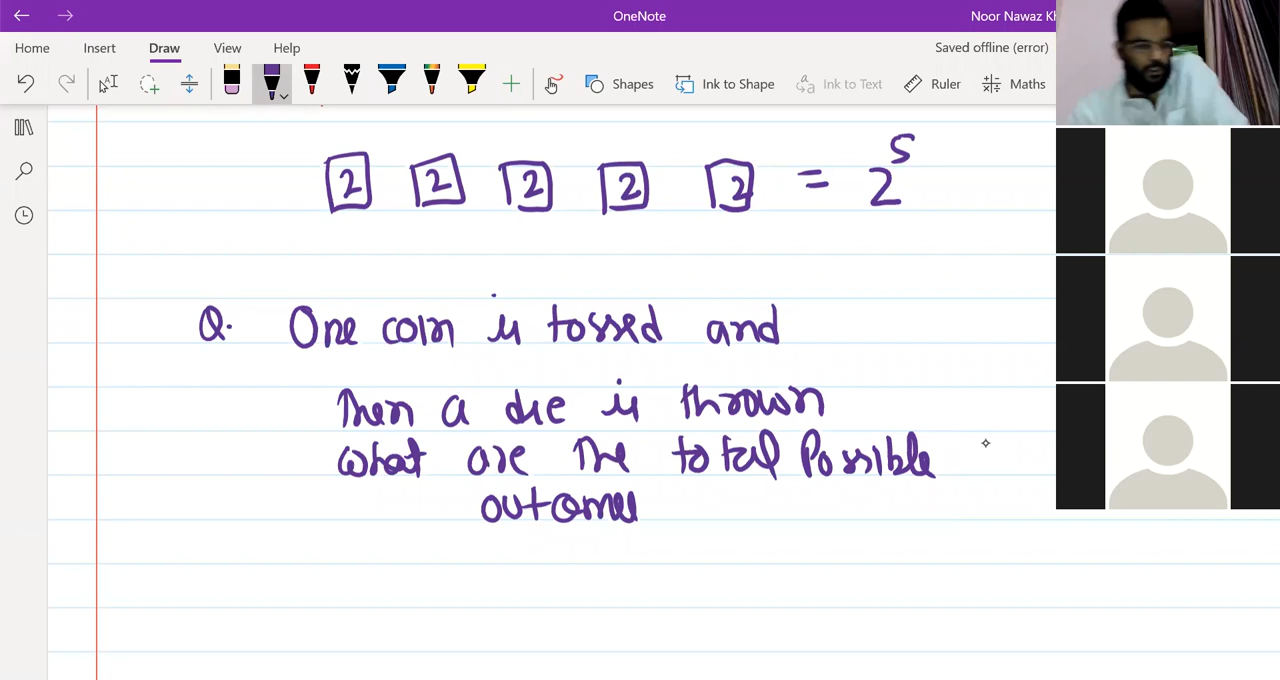 OneNote
Noor Nawaz Kh
Home Insert Draw View Help
Saved offline (error)
Shapes Ink to Shape Ink to Text Ruler Maths
2 2 2 2 2 = 2^5
Q. One coin is tossed and
Then a die is thrown
what are the total Possible
outcomes